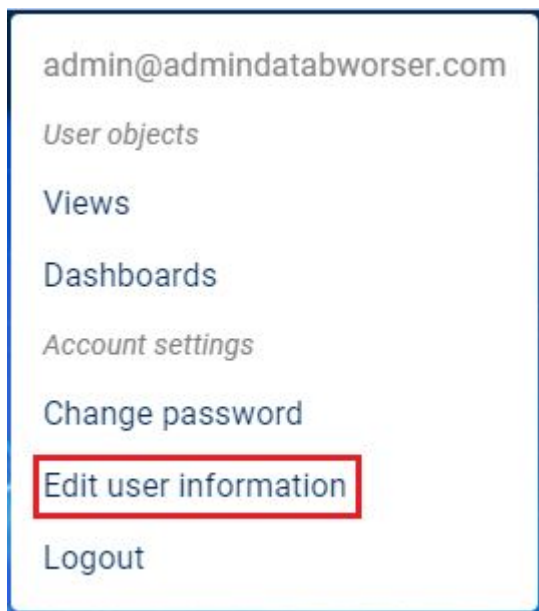 admin@admindatabworser.com
User objects
Views
Dashboards
Account settings
Change password
Edit user information
Logout